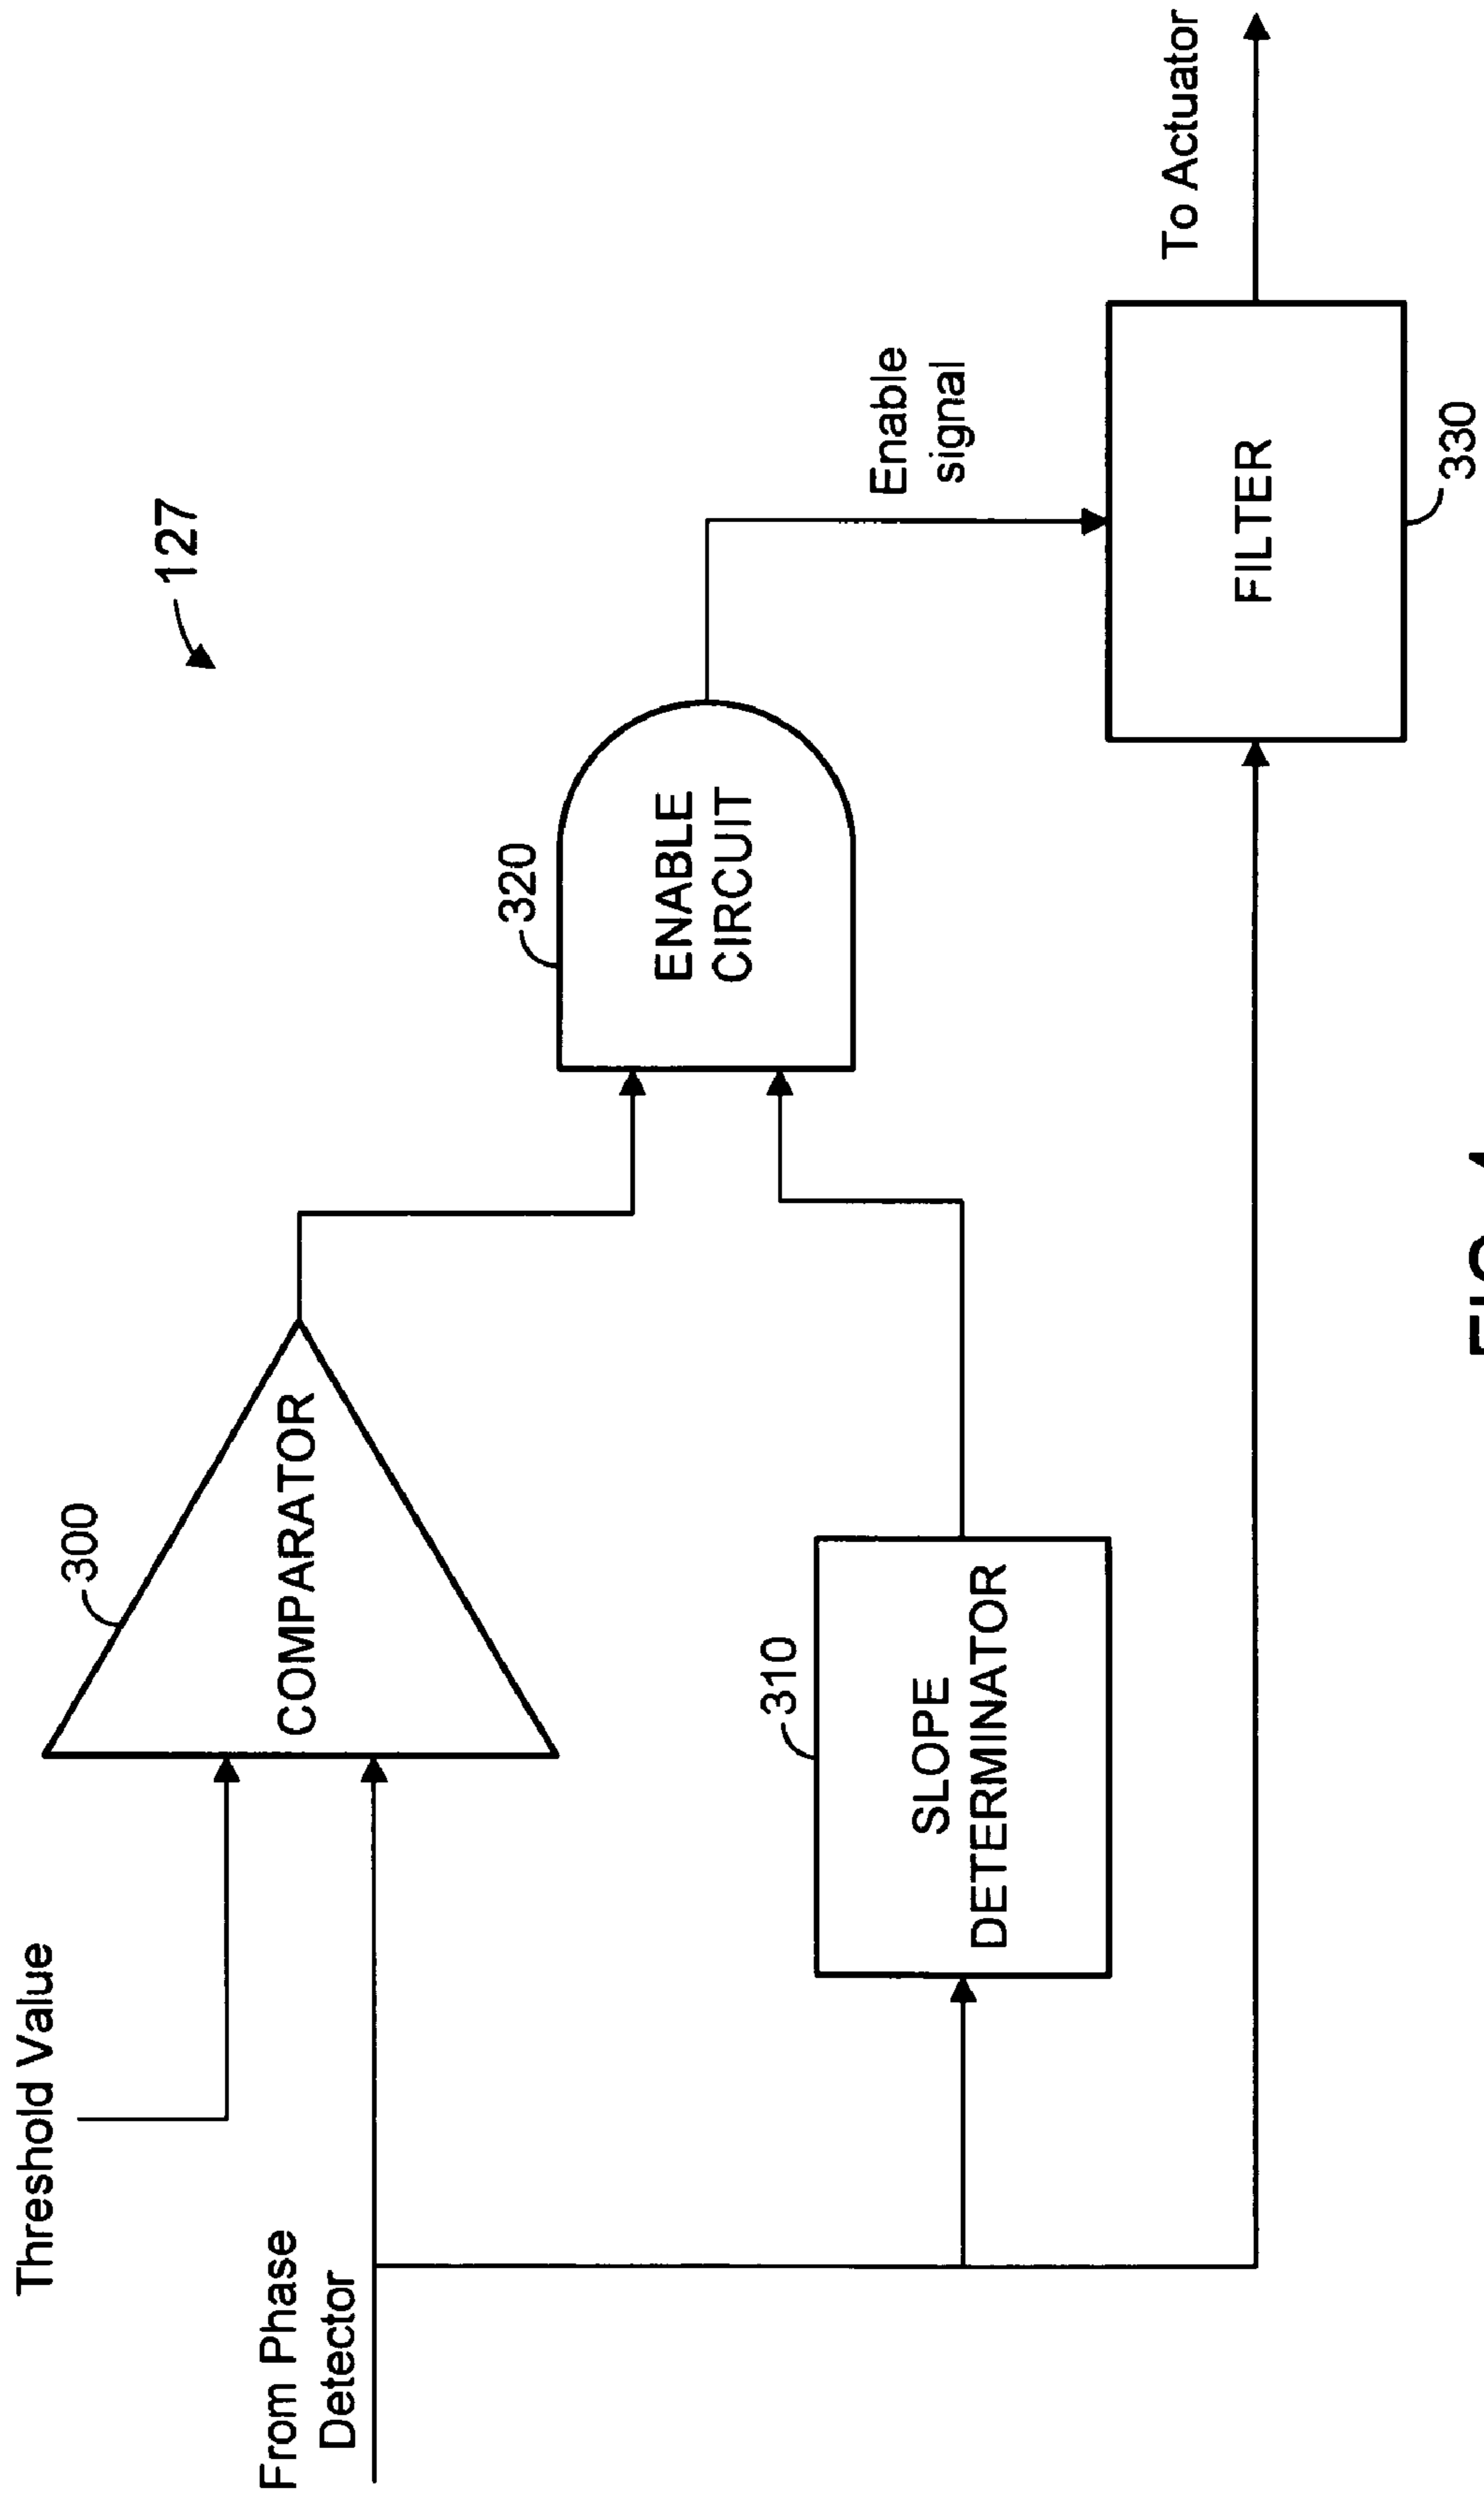 127
Threshold Value
300
COMPARATOR
From Phase
Detector
320
ENABLE
CIRCUIT
Enable
signal
310
SLOPE
DETERMINATOR
To Actuator
FILTER
330